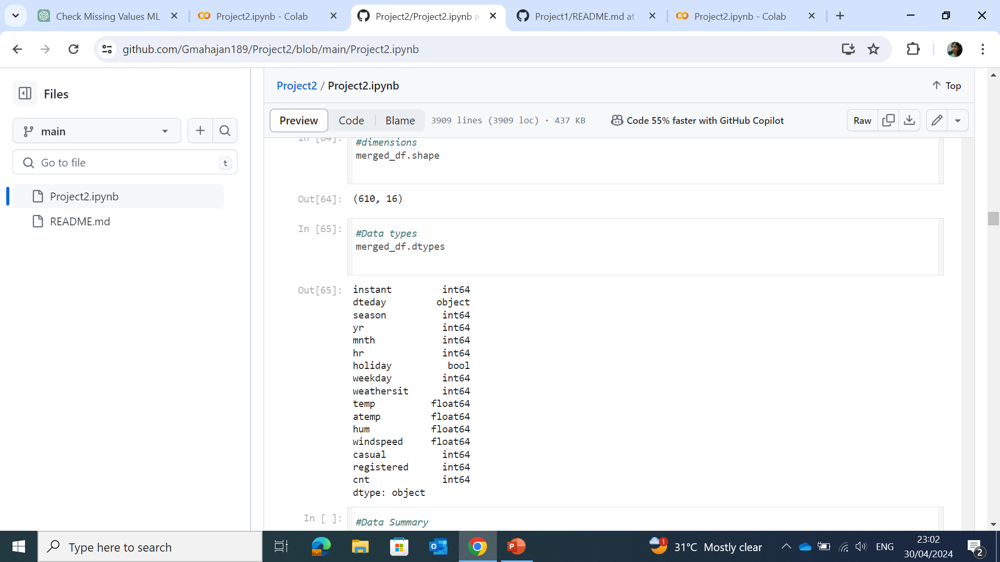 Check Missing Values ML
Project2.ipynb - Colab
Project2/Project2.ipynb a
Project1/README.md at
Project2.ipynb - Colab
github.com/Gmahajan189/Project2/blob/main/Project2.ipynb
Files
main
Go to file
t
Project2.ipynb
README.md
Project2 / Project2.ipynb
Top
Preview
Code
Blame
3909 lines (3909 loc) · 437 KB
Code 55% faster with GitHub Copilot
Raw
In [64]:
#dimensions
merged_df.shape
Out[64]:
(610, 16)
In [65]:
#Data types
merged_df.dtypes
Out[65]:
instant int64
dteday object
season int64
yr int64
mnth int64
hr int64
holiday bool
weekday int64
weathersit int64
temp float64
atemp float64
hum float64
windspeed float64
casual int64
registered int64
cnt int64
dtype: object
In [ ]:
#Data Summary
Type here to search
1
31°C Mostly clear
ENG
23:02
30/04/2024
2